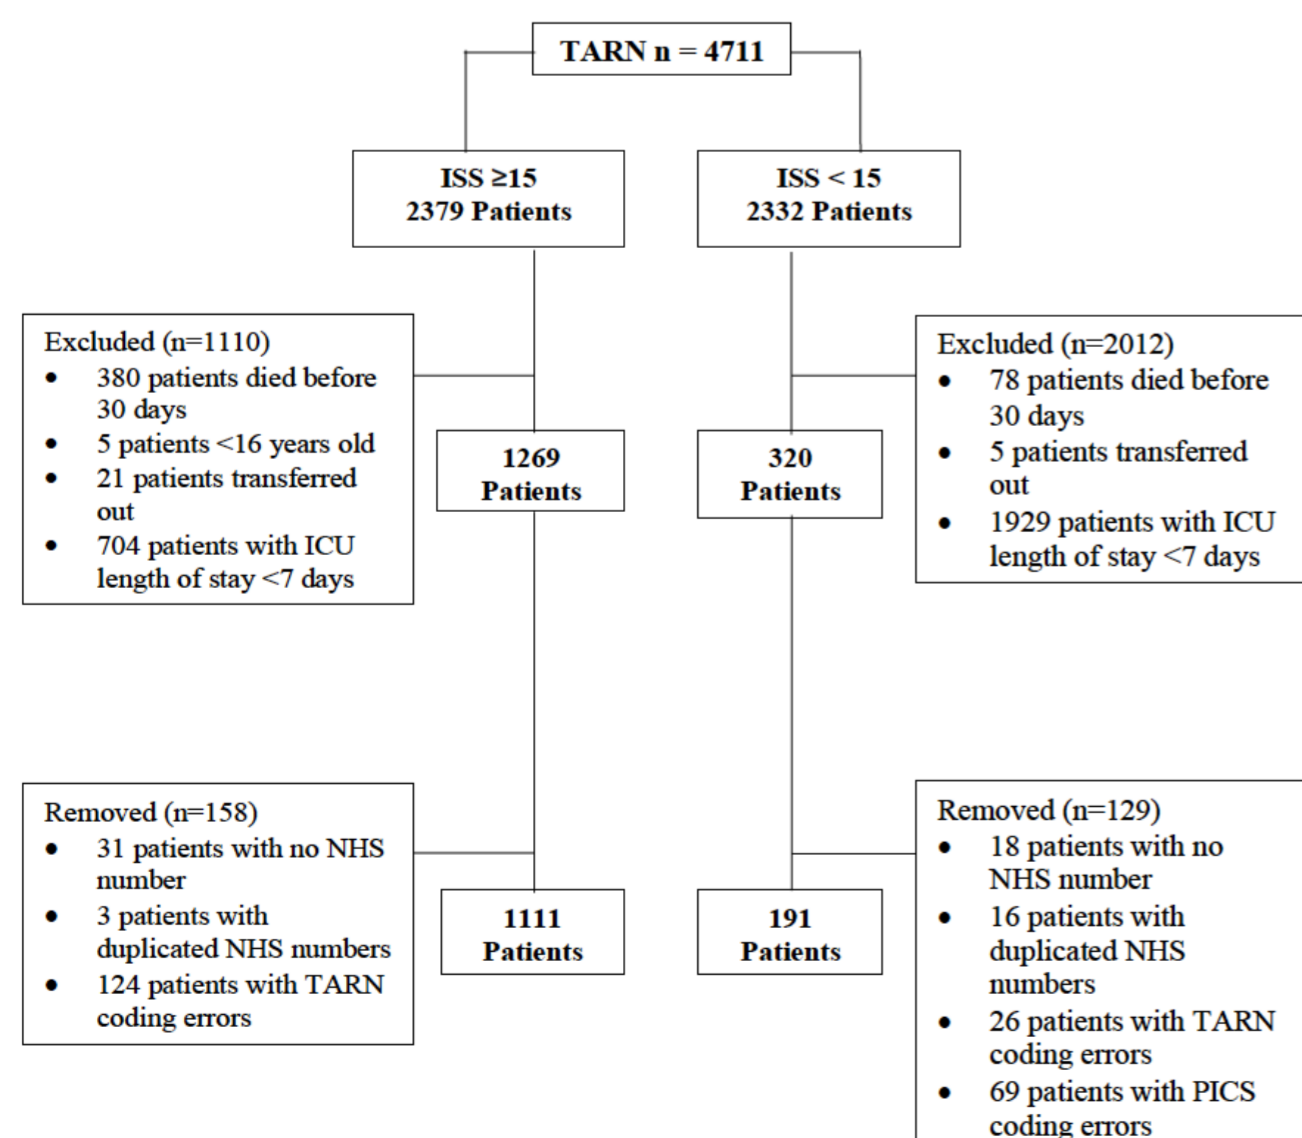 TARN n = 4711
ISS ≥15
2379 Patients
ISS < 15
2332 Patients
Excluded (n=1110)
• 380 patients died before
30 days
• 5 patients <16 years old
• 21 patients transferred
out
• 704 patients with ICU
length of stay <7 days
1269
Patients
320
Patients
Excluded (n=2012)
• 78 patients died before
30 days
• 5 patients transferred
out
• 1929 patients with ICU
length of stay <7 days
Removed (n=158)
• 31 patients with no NHS
number
• 3 patients with
duplicated NHS numbers
• 124 patients with TARN
coding errors
1111
Patients
191
Patients
Removed (n=129)
• 18 patients with no
NHS number
• 16 patients with
duplicated NHS
numbers
• 26 patients with TARN
coding errors
• 69 patients with PICS
coding errors